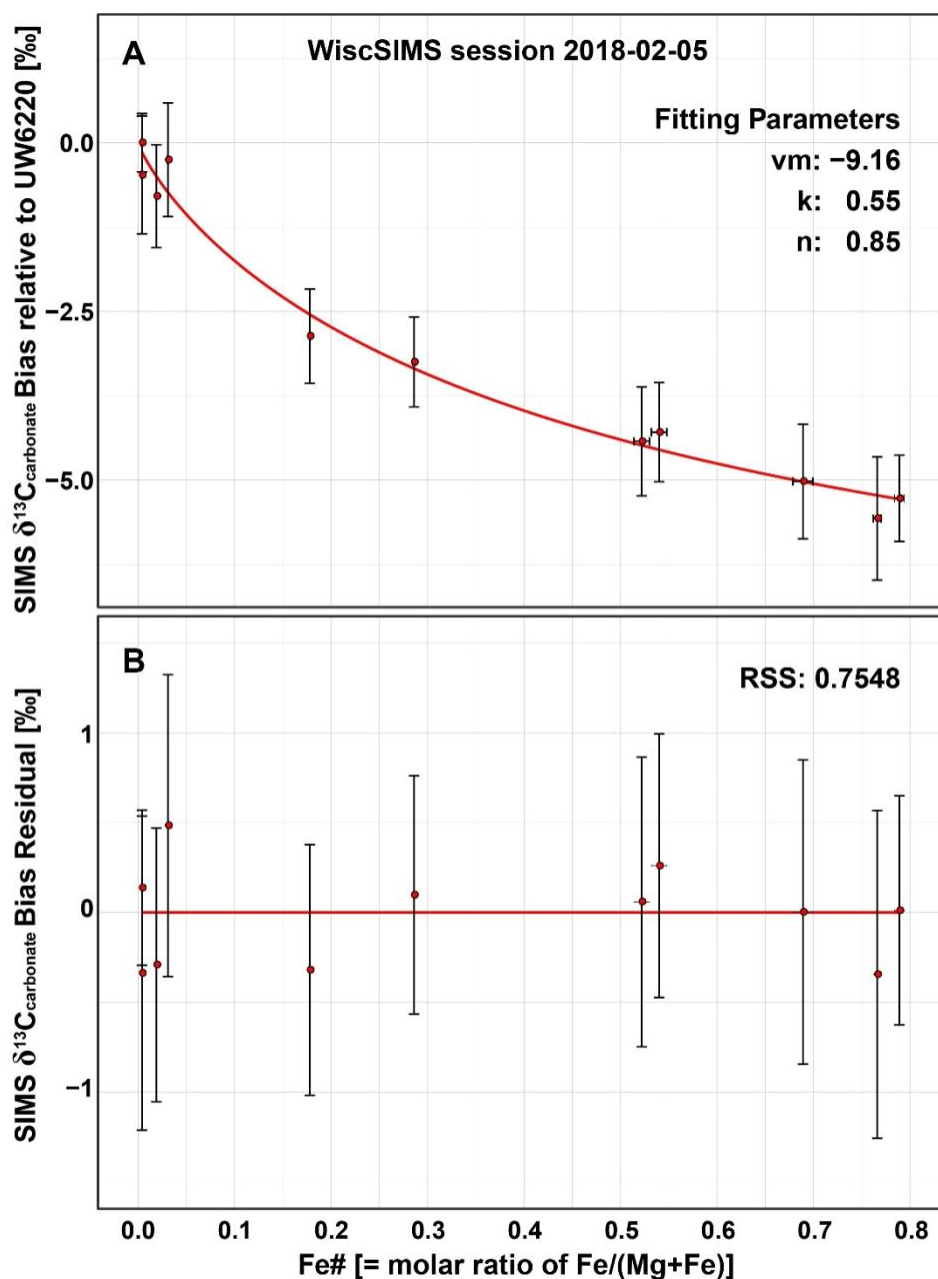 A
WiscSIMS session 2018-02-05
Fitting Parameters
vm: −9.16
k: 0.55
n: 0.85
SIMS δ¹³Ccarbonate Bias relative to UW6220 [‰]
0.0
−2.5
−5.0
B
RSS: 0.7548
SIMS δ¹³Ccarbonate Bias Residual [‰]
1
0
−1
0.0 0.1 0.2 0.3 0.4 0.5 0.6 0.7 0.8
Fe# [= molar ratio of Fe/(Mg+Fe)]